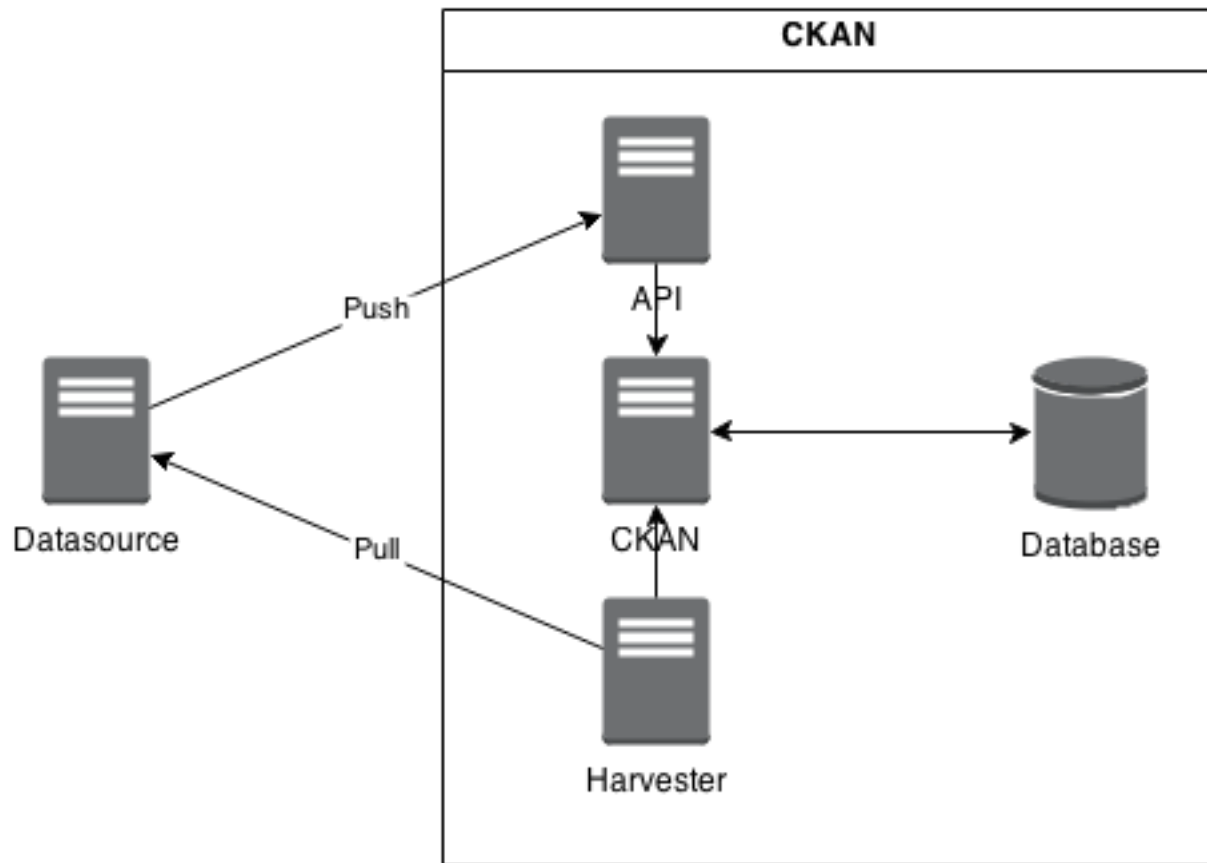 CKAN
API
Push
Datasource
CKAN
Database
Pull
Harvester